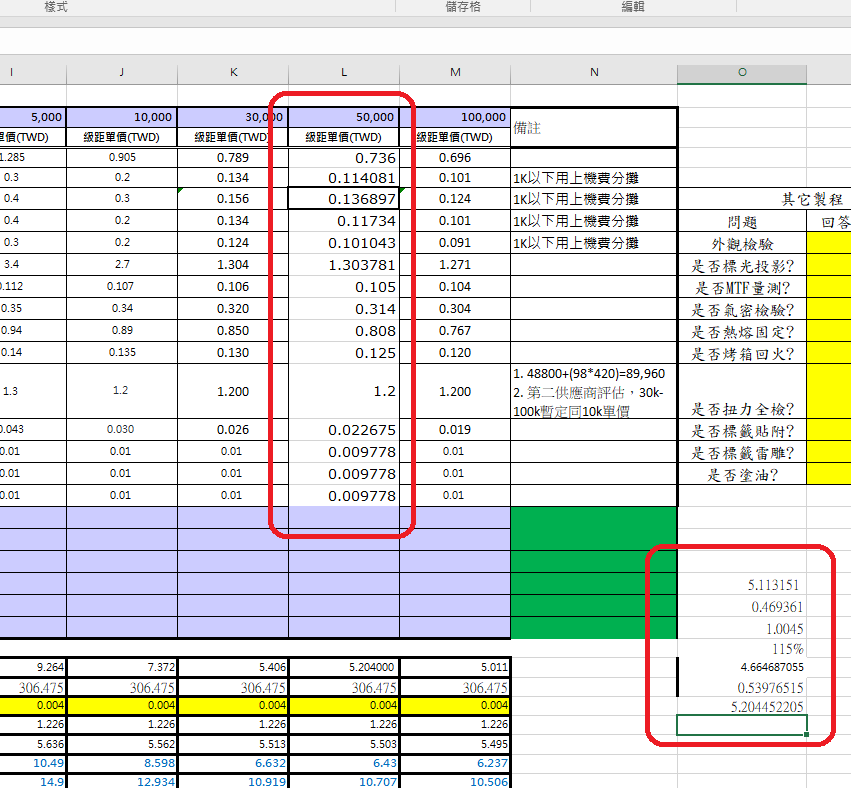 樣式 儲存格 編輯
I J K L M N O
5,000 10,000 30,000 50,000 100,000 備註
單價(TWD) 級距單價(TWD) 級距單價(TWD) 級距單價(TWD) 級距單價(TWD)
1.285 0.905 0.789 0.736 0.696
0.3 0.2 0.134 0.114081 0.101 1K以下用上機費分攤
0.4 0.3 0.156 0.136897 0.124 1K以下用上機費分攤 其它製程
0.4 0.2 0.134 0.11734 0.101 1K以下用上機費分攤 問題 回答
0.3 0.2 0.124 0.101043 0.091 1K以下用上機費分攤 外觀檢驗
3.4 2.7 1.304 1.303781 1.271 是否標光投影?
0.112 0.107 0.106 0.105 0.104 是否MTF量測?
0.35 0.34 0.320 0.314 0.304 是否氣密檢驗?
0.94 0.89 0.850 0.808 0.767 是否熱熔固定?
0.14 0.135 0.130 0.125 0.120 是否烤箱回火?
1.3 1.2 1.200 1.2 1.200 1. 48800+(98*420)=89,960
2. 第二供應商評估，30k-
100k暫定同10k單價 是否扭力全檢?
0.043 0.030 0.026 0.022675 0.019 是否標籤貼附?
0.01 0.01 0.01 0.009778 0.01 是否標籤雷雕?
0.01 0.01 0.01 0.009778 0.01 是否塗油?
0.01 0.01 0.01 0.009778 0.01
5.113151
0.469361
1.0045
115%
9.264 7.372 5.406 5.204000 5.011 4.664687055
306.475 306.475 306.475 306.475 306.475 0.53976515
0.004 0.004 0.004 0.004 0.004 5.204452205
1.226 1.226 1.226 1.226 1.226
5.636 5.562 5.513 5.503 5.495
10.49 8.598 6.632 6.43 6.237
14.9 12.934 10.919 10.707 10.506